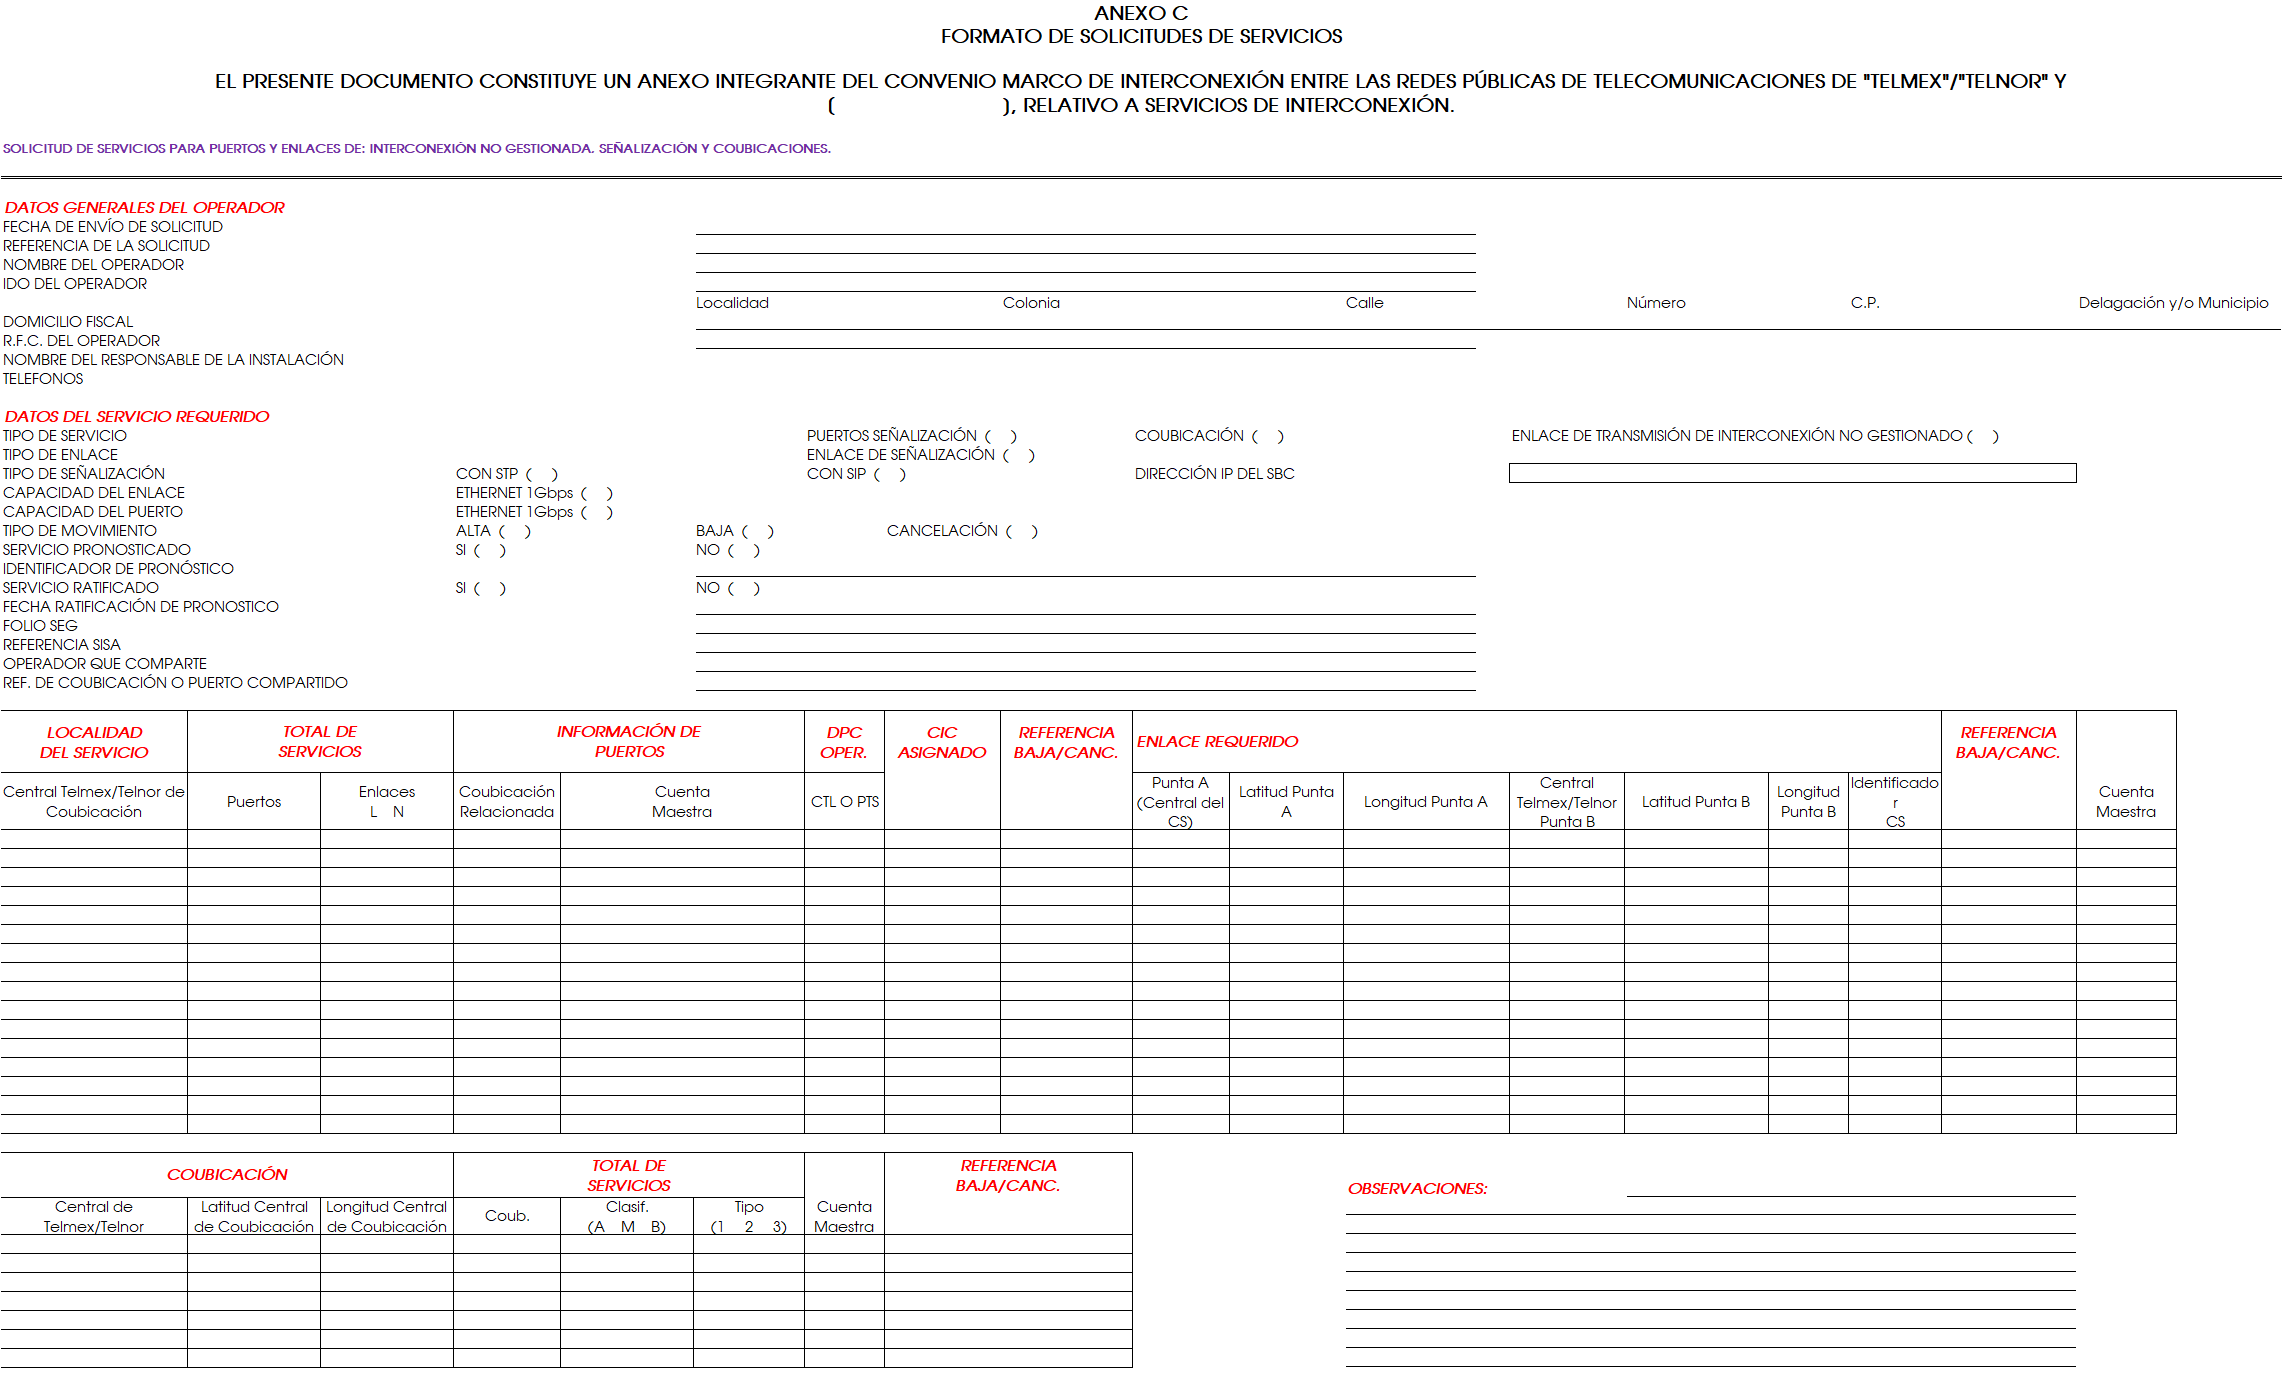 ANEXO C
FORMATO DE SOLICITUDES DE SERVICIOS
EL PRESENTE DOCUMENTO CONSTITUYE UN ANEXO INTEGRANTE DEL CONVENIO MARCO DE INTERCONEXIÓN ENTRE LAS REDES PÚBLICAS DE TELECOMUNICACIONES DE "TELMEX"/"TELNOR" Y
( ), RELATIVO A SERVICIOS DE INTERCONEXIÓN.
SOLICITUD DE SERVICIOS PARA PUERTOS Y ENLACES DE: INTERCONEXIÓN NO GESTIONADA. SEÑALIZACIÓN Y COUBICACIONES.
DATOS GENERALES DEL OPERADOR
FECHA DE ENVÍO DE SOLICITUD
REFERENCIA DE LA SOLICITUD
NOMBRE DEL OPERADOR
IDO DEL OPERADOR
Localidad Colonia Calle Número C.P. Delagación y/o Municipio
DOMICILIO FISCAL
R.F.C. DEL OPERADOR
NOMBRE DEL RESPONSABLE DE LA INSTALACIÓN
TELEFONOS
DATOS DEL SERVICIO REQUERIDO
TIPO DE SERVICIO PUERTOS SEÑALIZACIÓN ( ) COUBICACIÓN ( ) ENLACE DE TRANSMISIÓN DE INTERCONEXIÓN NO GESTIONADO ( )
TIPO DE ENLACE ENLACE DE SEÑALIZACIÓN ( )
TIPO DE SEÑALIZACIÓN CON STP ( ) CON SIP ( ) DIRECCIÓN IP DEL SBC
CAPACIDAD DEL ENLACE ETHERNET 1Gbps ( )
CAPACIDAD DEL PUERTO ETHERNET 1Gbps ( )
TIPO DE MOVIMIENTO ALTA ( ) BAJA ( ) CANCELACIÓN ( )
SERVICIO PRONOSTICADO SI ( ) NO ( )
IDENTIFICADOR DE PRONÓSTICO
SERVICIO RATIFICADO SI ( ) NO ( )
FECHA RATIFICACIÓN DE PRONOSTICO
FOLIO SEG
REFERENCIA SISA
OPERADOR QUE COMPARTE
REF. DE COUBICACIÓN O PUERTO COMPARTIDO
LOCALIDAD
DEL SERVICIO
TOTAL DE
SERVICIOS
INFORMACIÓN DE
PUERTOS
DPC
OPER.
CIC
ASIGNADO
REFERENCIA
BAJA/CANC.
ENLACE REQUERIDO
REFERENCIA
BAJA/CANC.
Central Telmex/Telnor de
Coubicación
Puertos
Enlaces
L N
Coubicación
Relacionada
Cuenta
Maestra
CTL O PTS
Punta A
(Central del
CS)
Latitud Punta
A
Longitud Punta A
Central
Telmex/Telnor
Punta B
Latitud Punta B
Longitud
Punta B
Identificado
r
CS
Cuenta
Maestra
COUBICACIÓN
TOTAL DE
SERVICIOS
REFERENCIA
BAJA/CANC.
Central de
Telmex/Telnor
Latitud Central
de Coubicación
Longitud Central
de Coubicación
Coub.
Clasif.
(A M B)
Tipo
(1 2 3)
Cuenta
Maestra
OBSERVACIONES: